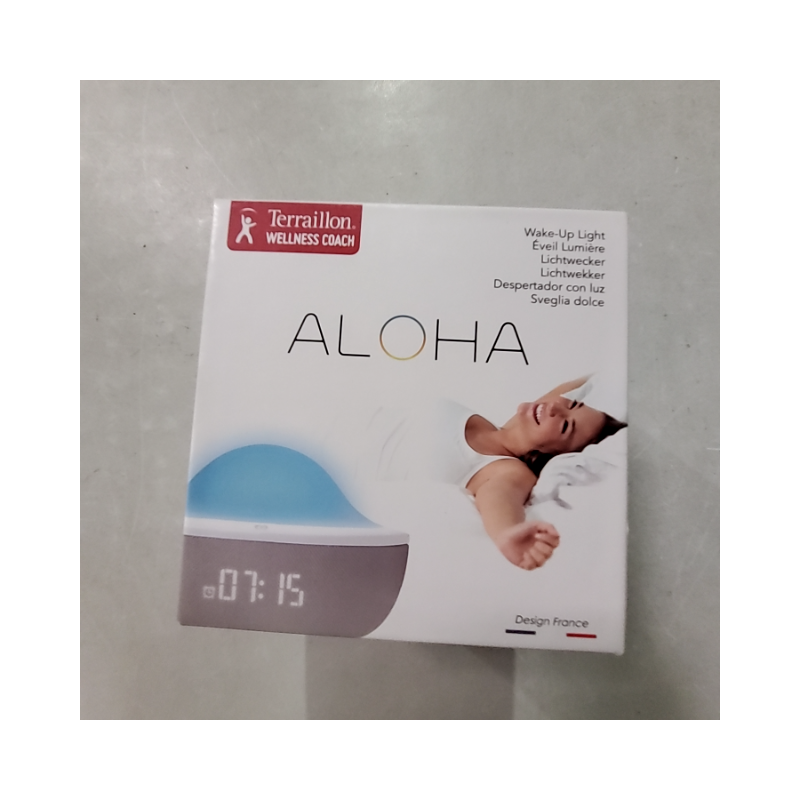 Terraillon®
WELLNESS COACH
Wake-Up Light
Éveil Lumière
Lichtwecker
Lichtwekker
Despertador con luz
Sveglia dolce
ALOHA
07:15
Design France